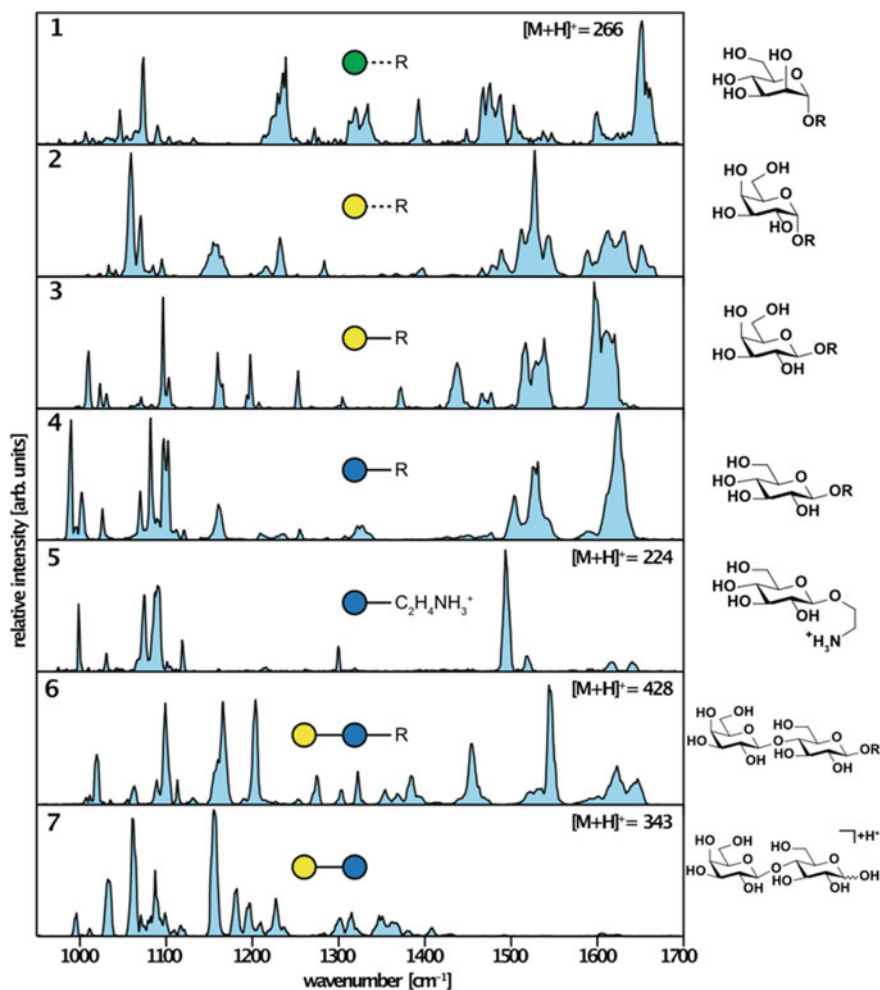 1
[M+H]⁺= 266
R
HO OH
HO O
HO
OR
2
R
HO OH
O
HO
HO
OR
3
R
HO OH
O
HO OR
OH
4
R
HO
HO O
HO OR
OH
5
[M+H]⁺= 224
C₂H₄NH₃⁺
HO
HO O
HO O
OH
⁺H₃N
6
[M+H]⁺= 428
R
HO OH HO
O O
HO O HO OR
OH OH
7
[M+H]⁺= 343
HO OH HO +H⁺
O O
HO O HO OH
OH OH
relative intensity [arb. units]
1000 1100 1200 1300 1400 1500 1600 1700
wavenumber [cm⁻¹]